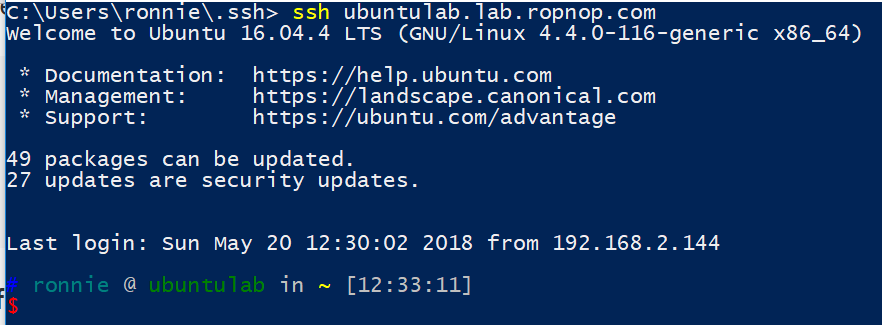 C:\Users\ronnie\.ssh> ssh ubuntulab.lab.ropnop.com
Welcome to Ubuntu 16.04.4 LTS (GNU/Linux 4.4.0-116-generic x86_64)
* Documentation:  https://help.ubuntu.com
* Management:     https://landscape.canonical.com
* Support:        https://ubuntu.com/advantage
49 packages can be updated.
27 updates are security updates.
Last login: Sun May 20 12:30:02 2018 from 192.168.2.144
# ronnie @ ubuntulab in ~ [12:33:11]
$